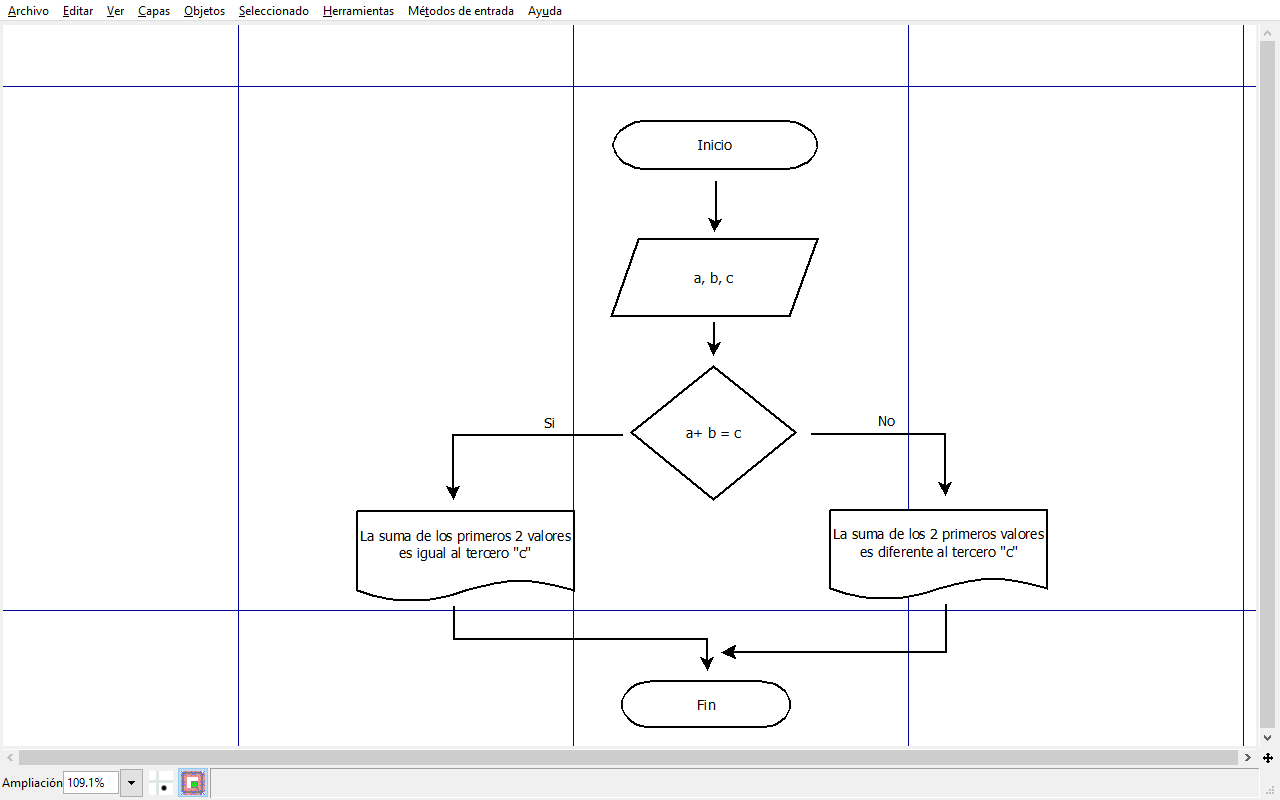 Archivo Editar Ver Capas Objetos Seleccionado Herramientas Métodos de entrada Ayuda
Inicio
a, b, c
a+ b = c
Si
No
La suma de los primeros 2 valores
es igual al tercero "c"
La suma de los 2 primeros valores
es diferente al tercero "c"
Fin
Ampliación 109.1%